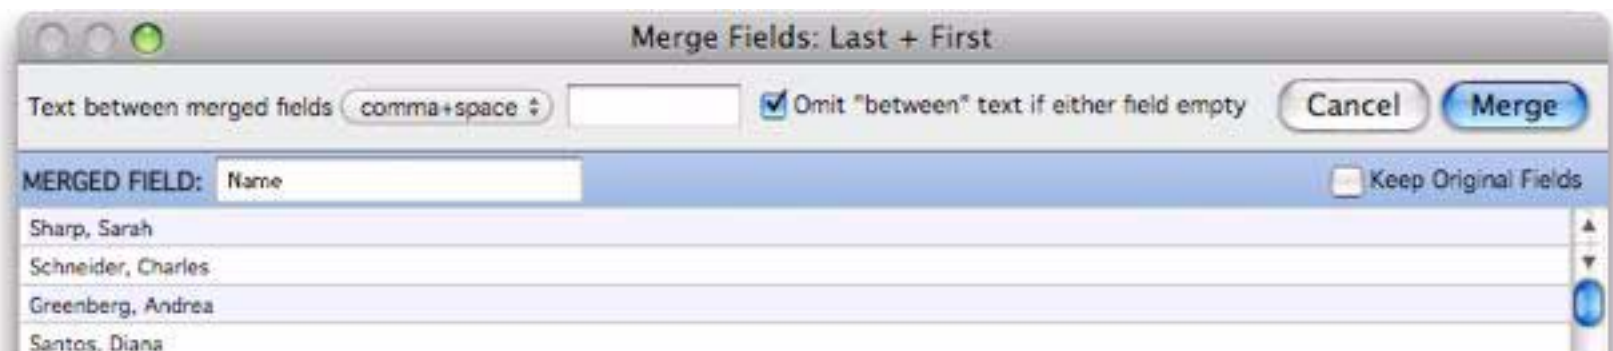 Merge Fields: Last + First
Text between merged fields comma+space Omit "between" text if either field empty Cancel Merge
MERGED FIELD: Name Keep Original Fields
Sharp, Sarah
Schneider, Charles
Greenberg, Andrea
Santos, Diana